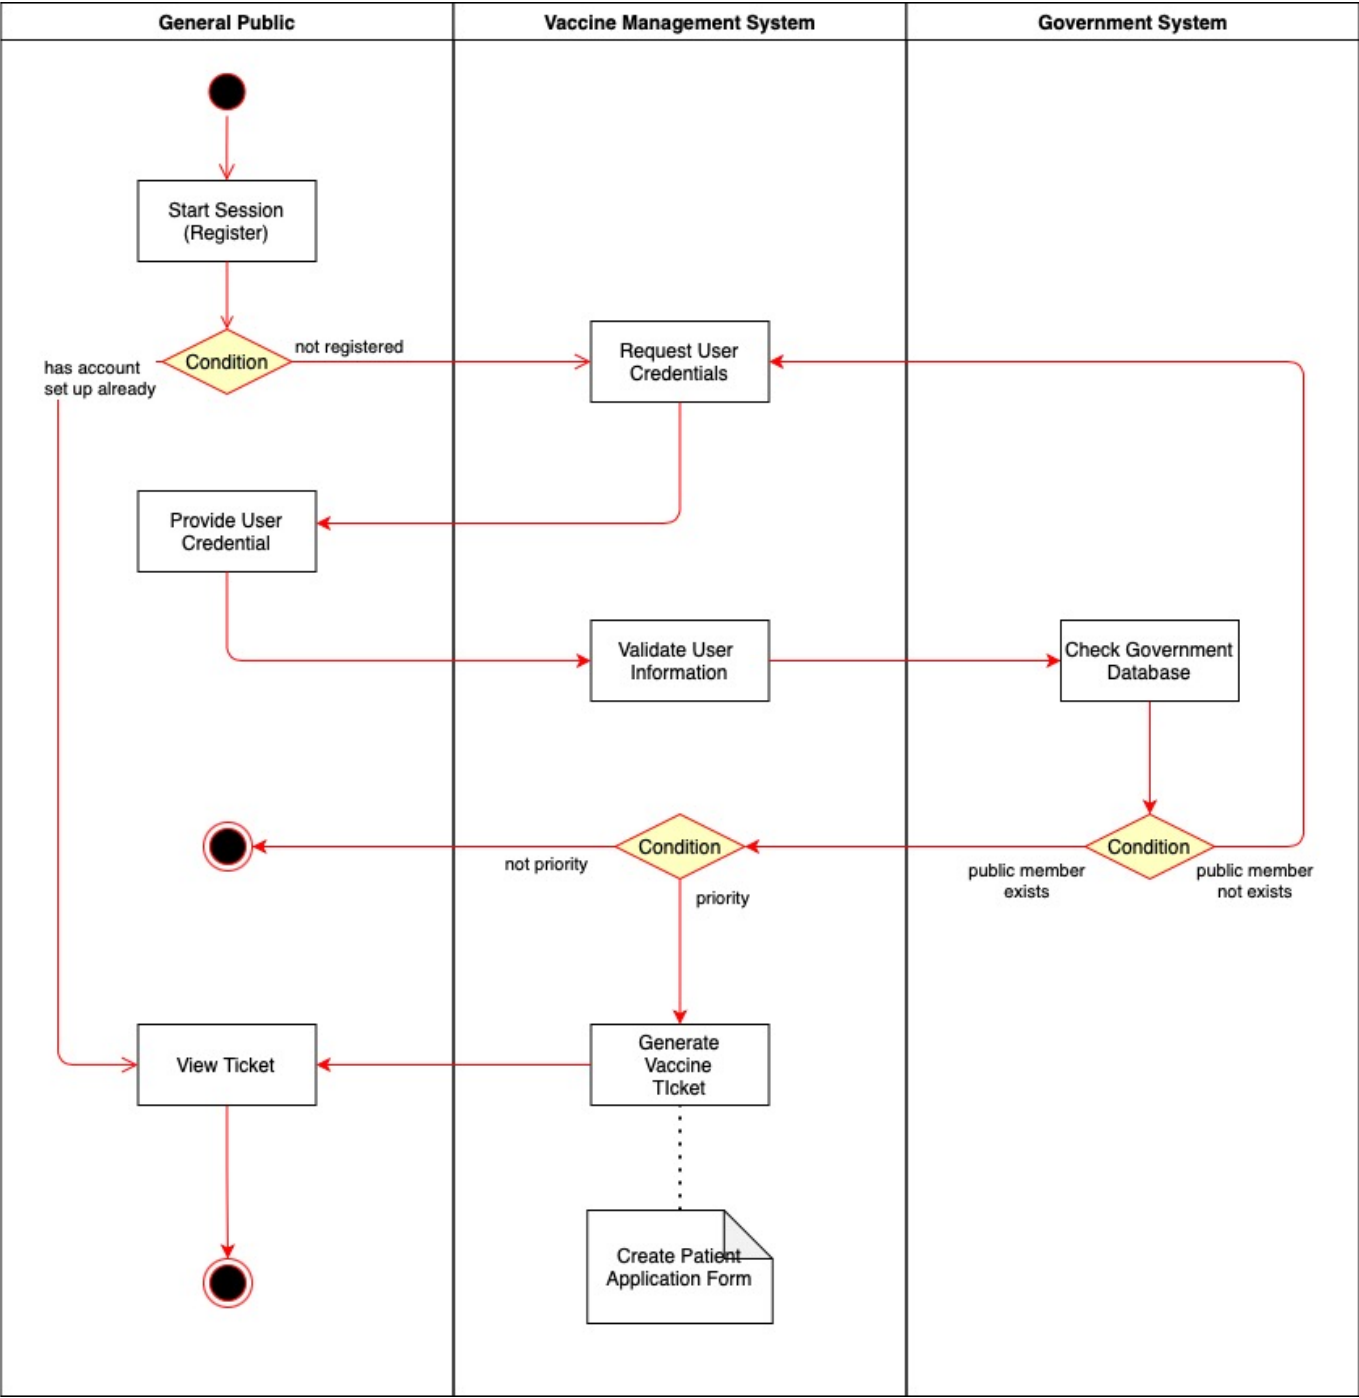 General Public
Vaccine Management System
Government System
Start Session
(Register)
Condition
not registered
has account
set up already
Request User
Credentials
Provide User
Credential
Validate User
Information
Check Government
Database
Condition
not priority
priority
Condition
public member
exists
public member
not exists
View Ticket
Generate
Vaccine
TIcket
Create Patient
Application Form